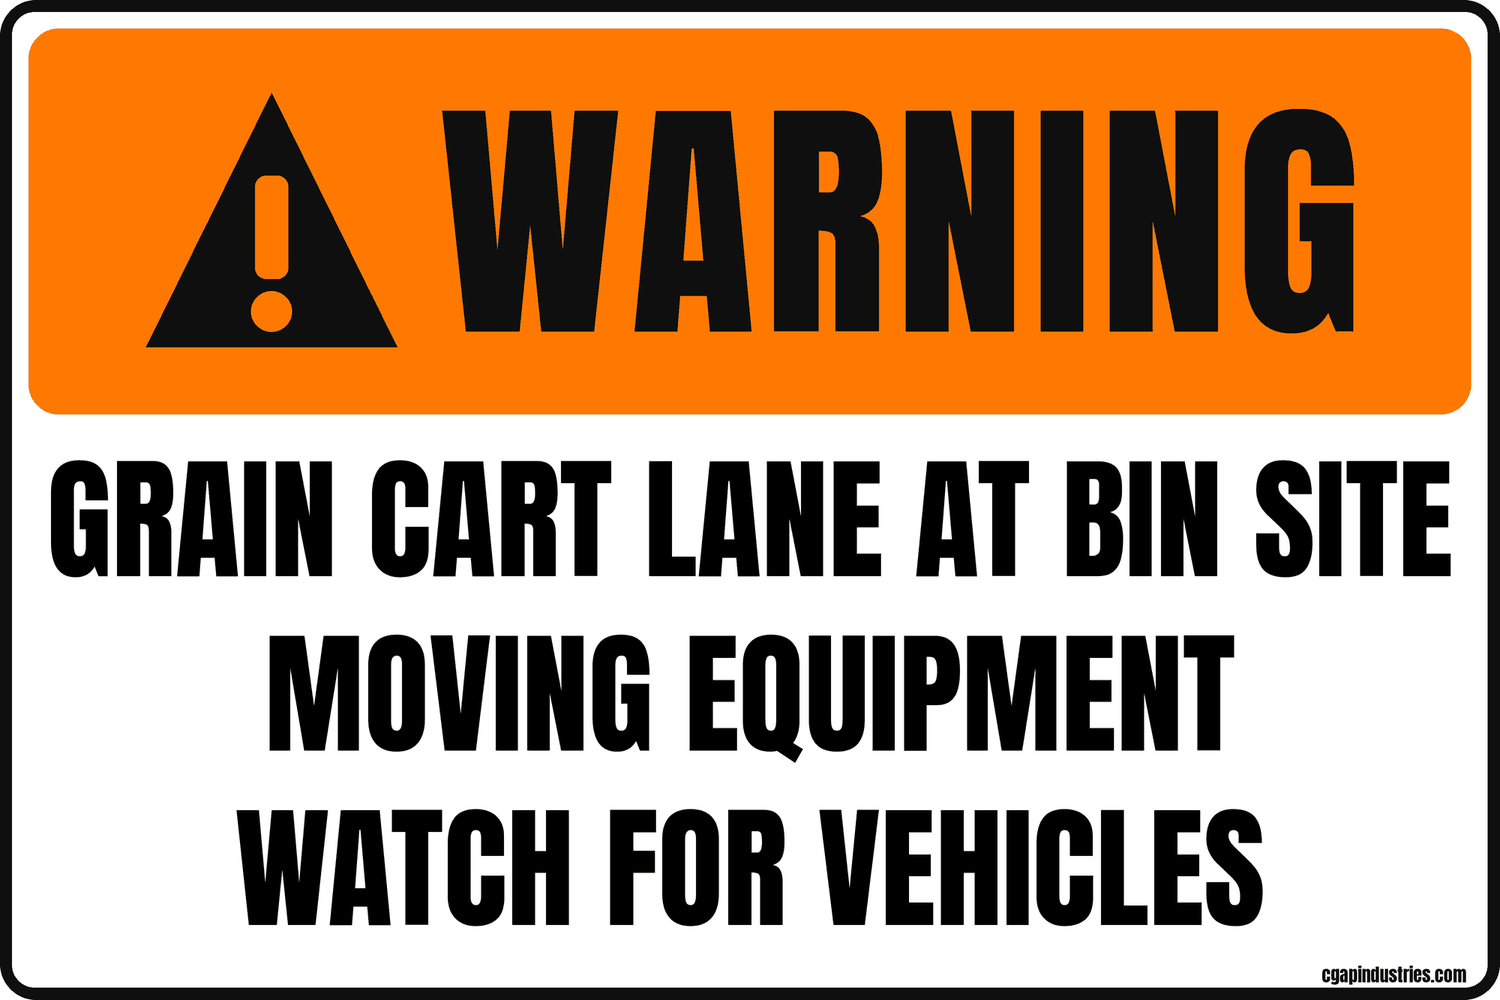 WARNING
GRAIN CART LANE AT BIN SITE
MOVING EQUIPMENT
WATCH FOR VEHICLES
cgapindustries.com